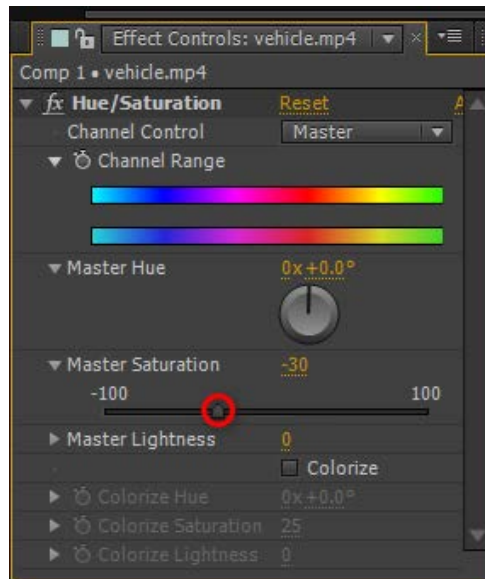 Effect Controls: vehicle.mp4
Comp 1 • vehicle.mp4
fx Hue/Saturation Reset A
Channel Control Master
Channel Range
Master Hue 0x+0.0°
Master Saturation -30
-100 100
Master Lightness 0
Colorize
Colorize Hue 0x+0.0°
Colorize Saturation 25
Colorize Lightness 0